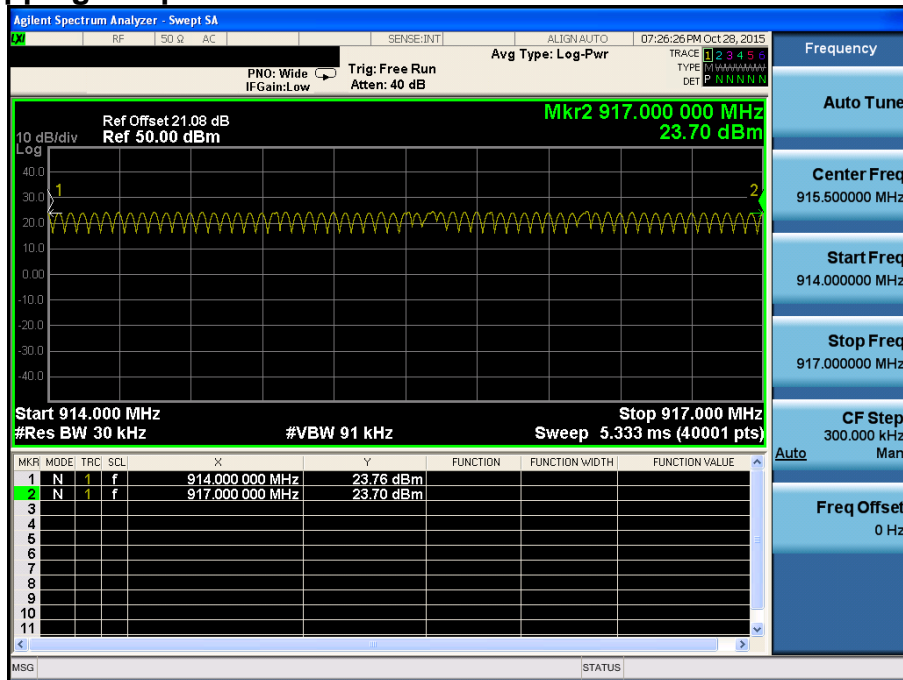 Agilent Spectrum Analyzer - Swept SA
LXI RF 50 Ω AC SENSE:INT ALIGN AUTO 07:26:26 PM Oct 28, 2015
Avg Type: Log-Pwr
TRACE 1 2 3 4 5 6
PNO: Wide Trig: Free Run
TYPE MWWWWW
IFGain:Low Atten: 40 dB
DET P N N N N N
Mkr2 917.000 000 MHz
23.70 dBm
Ref Offset 21.08 dB
10 dB/div Ref 50.00 dBm
Log
40.0
30.0
20.0
10.0
0.00
-10.0
-20.0
-30.0
-40.0
1
2
Start 914.000 MHz Stop 917.000 MHz
#Res BW 30 kHz #VBW 91 kHz Sweep 5.333 ms (40001 pts)
MKR MODE TRC SCL X Y FUNCTION FUNCTION WIDTH FUNCTION VALUE
1 N 1 f 914.000 000 MHz 23.76 dBm
2 N 1 f 917.000 000 MHz 23.70 dBm
3
4
5
6
7
8
9
10
11
MSG STATUS
Frequency
Auto Tune
Center Freq
915.500000 MHz
Start Freq
914.000000 MHz
Stop Freq
917.000000 MHz
CF Step
300.000 kHz
Auto Man
Freq Offset
0 Hz